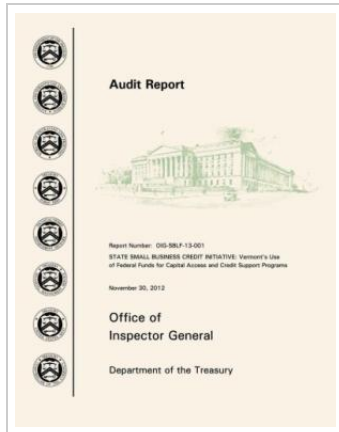 Audit Report
Report Number: OIG-SBLF-13-001
STATE SMALL BUSINESS CREDIT INITIATIVE: Vermont's Use
of Federal Funds for Capital Access and Credit Support Programs
November 30, 2012
Office of
Inspector General
Department of the Treasury